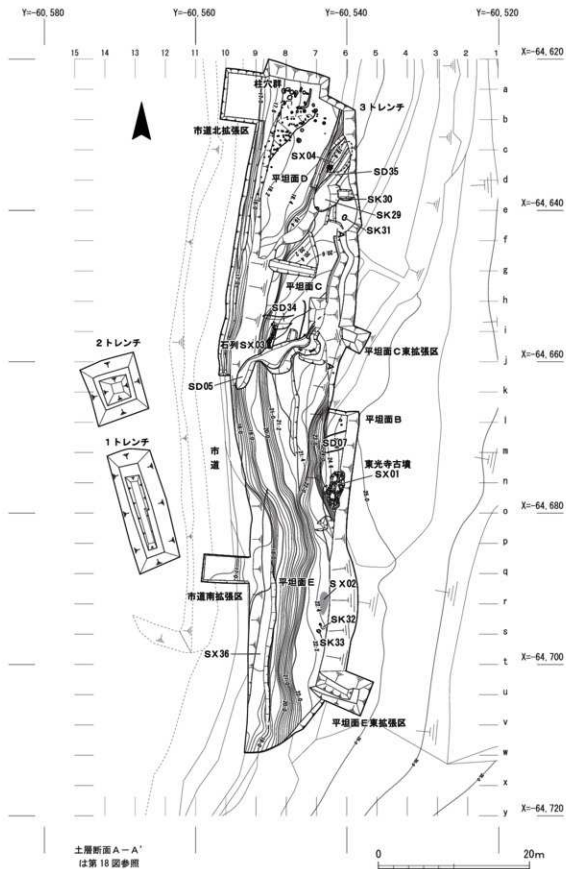 Y=-60,580
Y=-60,560
Y=-60,540
Y=-60,520
15 14 13 12 11 10 9 8 7 6 5 4 3 2 1
X=-64,620
a
柱穴群
b
3トレンチ
市道北拡張区
c
SX04
d
平坦面D
SD35
SK30
e
X=-64,640
SK29
SK31
f
A
g
平坦面C
h
SD34
i
石列SX03
平坦面C東拡張区
2トレンチ
j
X=-64,660
A'
SD05
k
平坦面B
l
1トレンチ
SD07
市道
m
東光寺古墳
SX01
n
o
X=-64,680
p
平坦面E
SX02
q
市道南拡張区
r
SK32
s
SK33
SX36
t
X=-64,700
u
v
平坦面E東拡張区
w
x
y
X=-64,720
土層断面A-A'
は第18図参照
0 20m